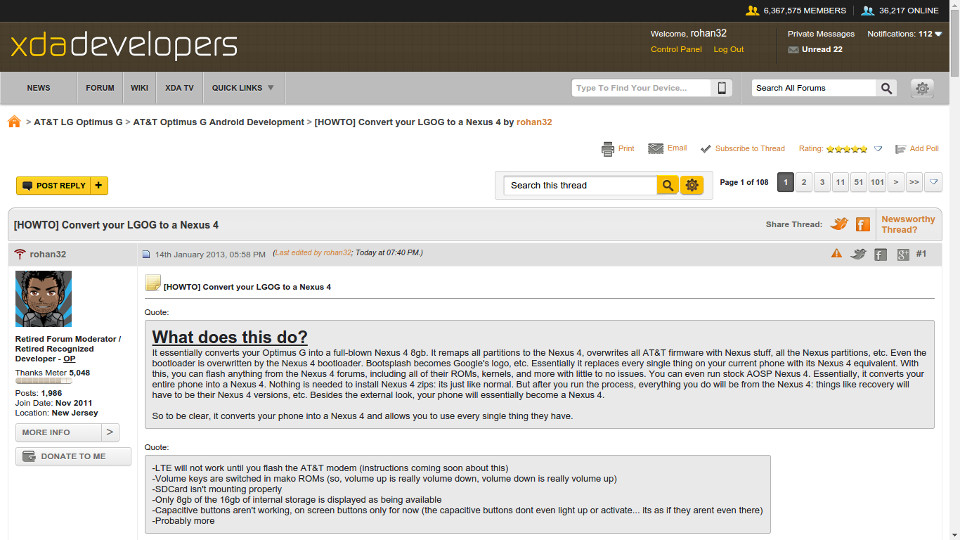 6,367,575 MEMBERS 36,217 ONLINE
xdadevelopers
Welcome, rohan32 Private Messages Notifications: 112
Control Panel Log Out Unread 22
NEWS FORUM WIKI XDA TV QUICK LINKS Type To Find Your Device... Search All Forums
> AT&T LG Optimus G > AT&T Optimus G Android Development > [HOWTO] Convert your LGOG to a Nexus 4 by rohan32
Print Email Subscribe to Thread Rating: Add Poll
POST REPLY + Search this thread Page 1 of 108 1 2 3 11 51 101 > >>
[HOWTO] Convert your LGOG to a Nexus 4 Share Thread: Newsworthy
Thread?
rohan32 14th January 2013, 05:58 PM (Last edited by rohan32; Today at 07:40 PM.) #1
[HOWTO] Convert your LGOG to a Nexus 4
Quote:
What does this do?
It essentially converts your Optimus G into a full-blown Nexus 4 8gb. It remaps all partitions to the Nexus 4, overwrites all AT&T firmware with Nexus stuff, all the Nexus partitions, etc. Even the
bootloader is overwritten by the Nexus 4 bootloader. Bootsplash becomes Google's logo, etc. Essentially it replaces every single thing on your current phone with its Nexus 4 equivalent. With
this, you can flash anything from the Nexus 4 forums, including all of their ROMs, kernels, and more with little to no issues. You can even run stock AOSP Nexus 4. Essentially, it converts your
entire phone into a Nexus 4. Nothing is needed to install Nexus 4 zips: its just like normal. But after you run the process, everything you do will be from the Nexus 4: things like recovery will
have to be their Nexus 4 versions, etc. Besides the external look, your phone will essentially become a Nexus 4.
So to be clear, it converts your phone into a Nexus 4 and allows you to use every single thing they have.
Retired Forum Moderator /
Retired Recognized
Developer - OP
Thanks Meter 5,048
Posts: 1,986
Join Date: Nov 2011
Location: New Jersey
MORE INFO >
DONATE TO ME
Quote:
-LTE will not work until you flash the AT&T modem (instructions coming soon about this)
-Volume keys are switched in mako ROMs (so, volume up is really volume down, volume down is really volume up)
-SDCard isn't mounting properly
-Only 8gb of the 16gb of internal storage is displayed as being available
-Capacitive buttons aren't working, on screen buttons only for now (the capacitive buttons dont even light up or activate... its as if they arent even there)
-Probably more